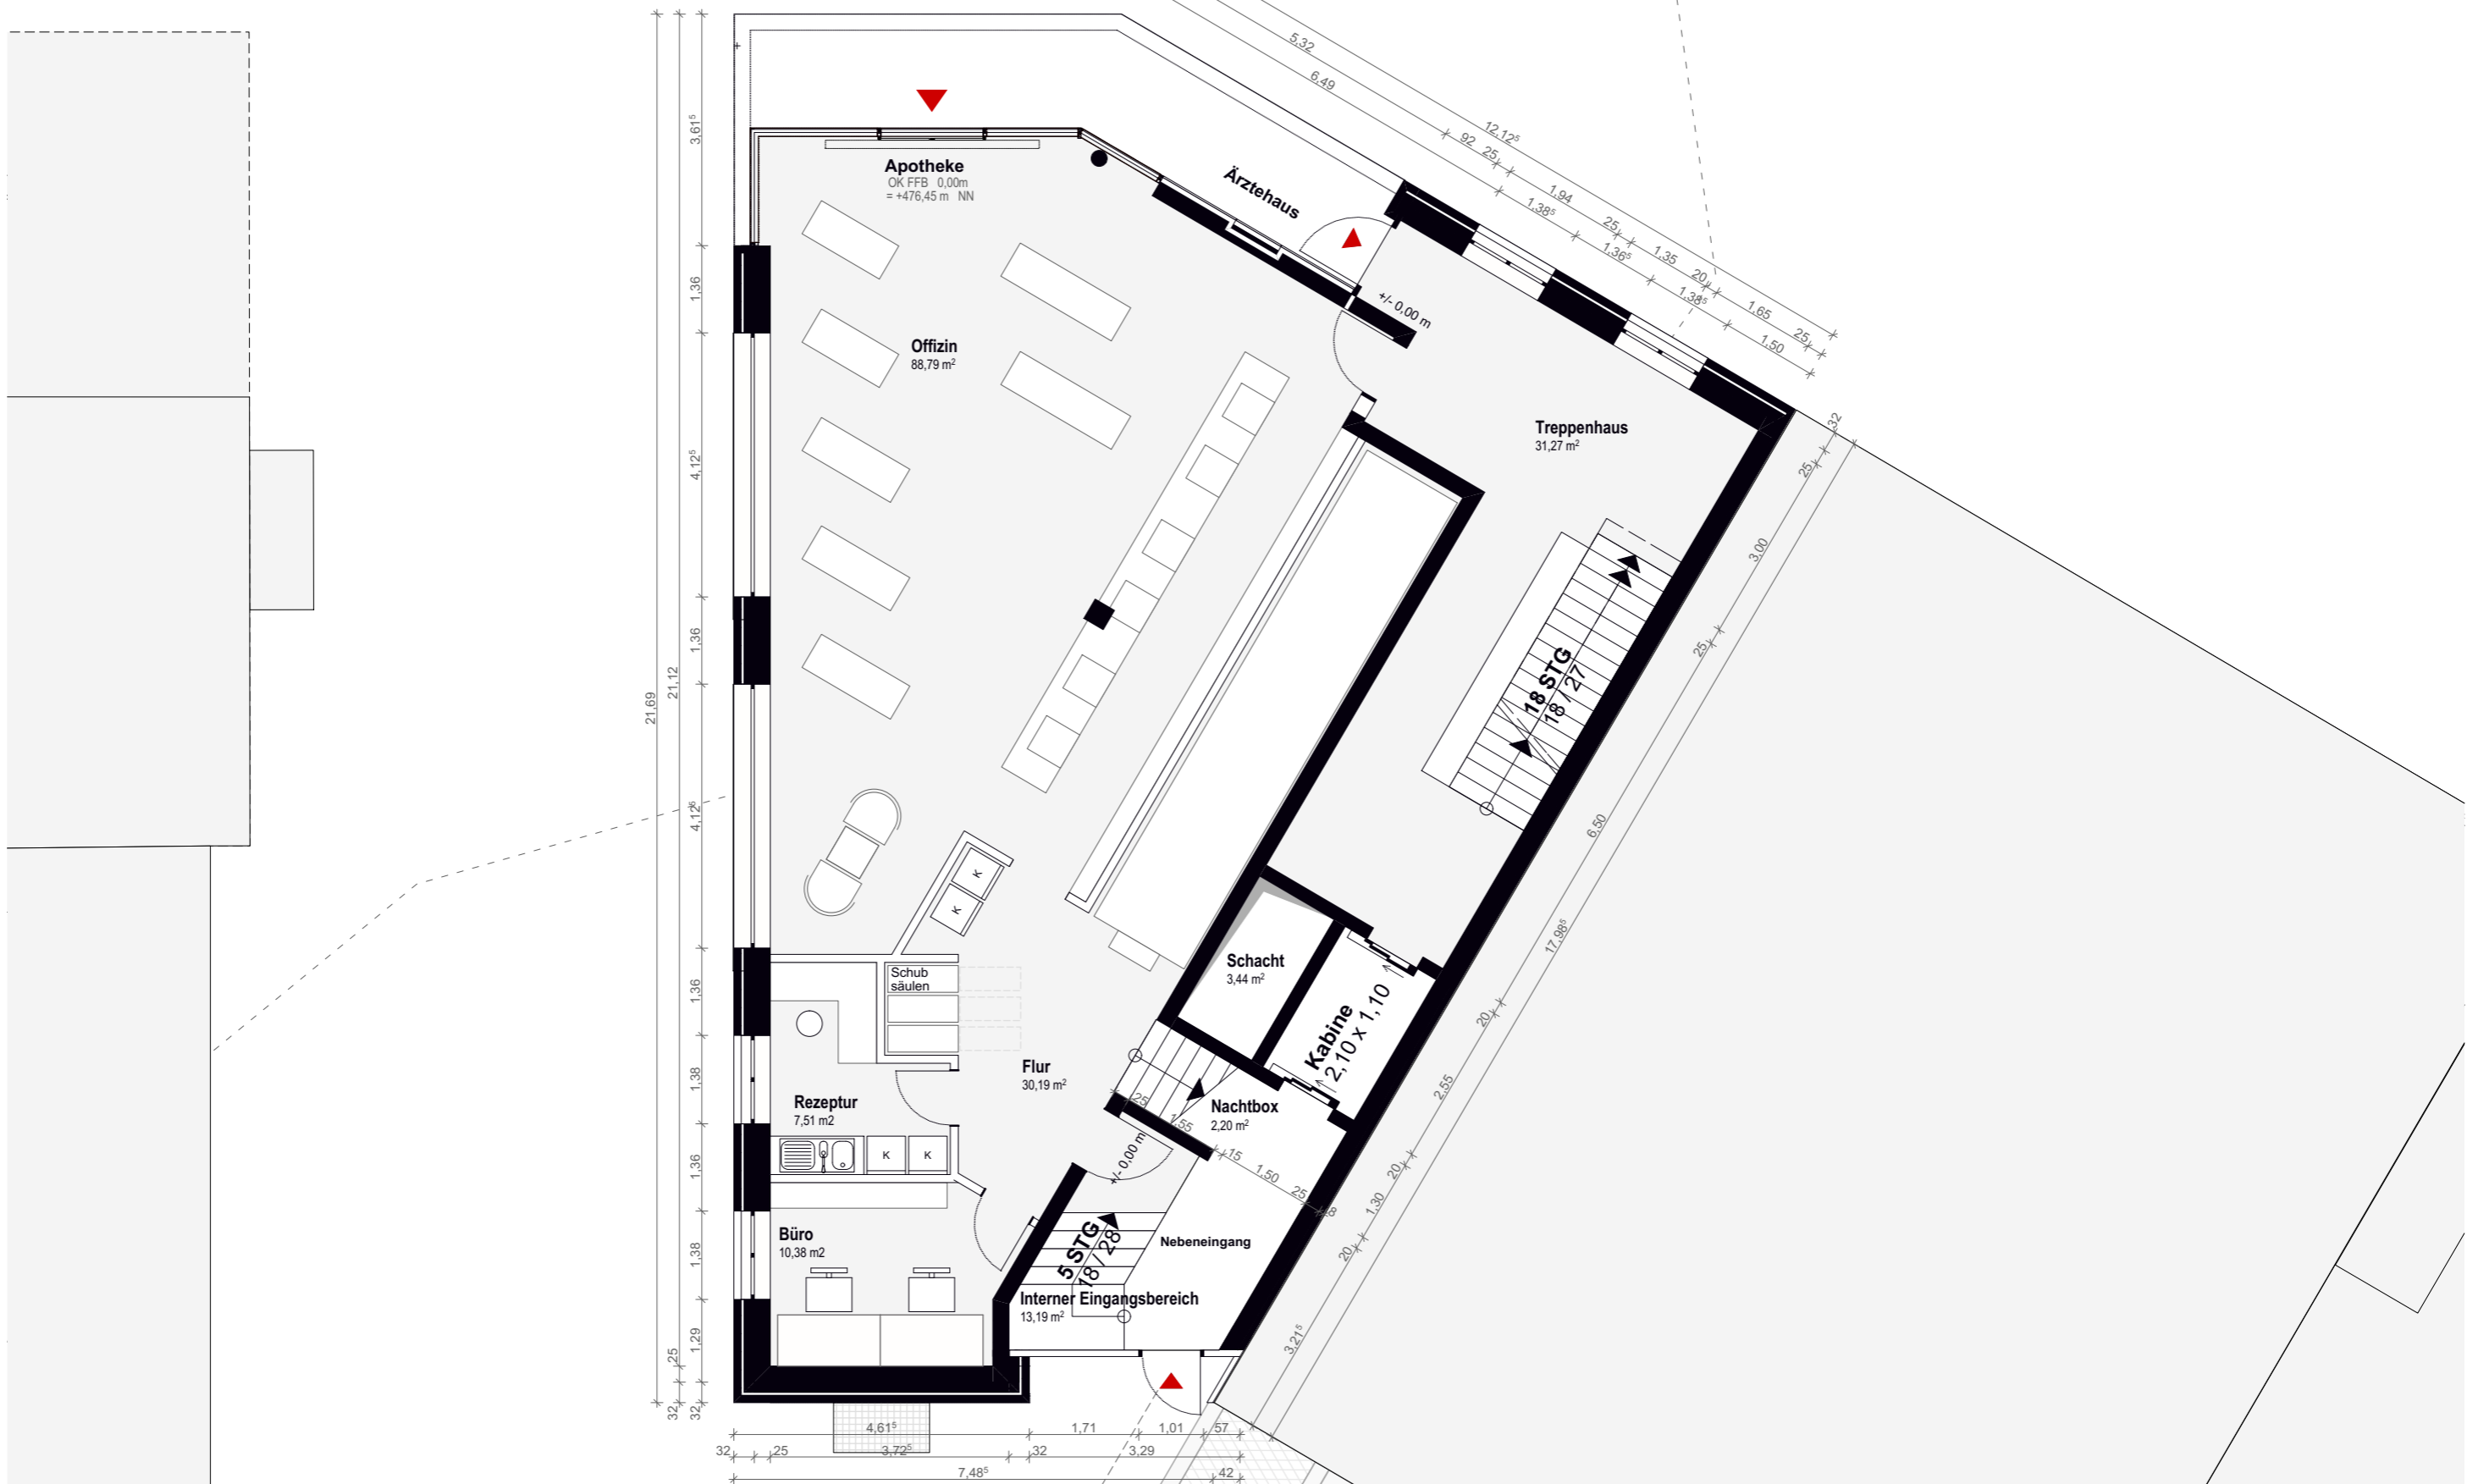 5,32
6,49
12,12⁵
92
25
1,94
25
1,35
20
1,65
25
1,38⁵
1,36⁵
1,38⁵
1,50
3,61⁵
Apotheke
OK FFB 0,00m
= +476,45 m NN
Ärztehaus
+/- 0,00 m
1,36
Offizin
88,79 m²
Treppenhaus
31,27 m²
32
25
3,00
25
4,12⁵
1,36
21,12
21,69
18 STG
18 / 27
6,50
17,98⁵
4,12⁵
K
K
Schub
säulen
Schacht
3,44 m²
Kabine
2,10 x 1,10
20
2,55
1,36
1,38
Flur
30,19 m²
Rezeptur
7,51 m2
Nachtbox
2,20 m²
25
1,55
+/- 0,00 m
15
1,50
25
8
20
1,30
20
3,21⁵
K
K
1,36
Büro
10,38 m2
1,38
5 STG
18 / 28
Nebeneingang
Interner Eingangsbereich
13,19 m²
1,29
25
32
32
4,61⁵
1,71
1,01
57
32
25
3,72⁵
32
3,29
7,48⁵
42